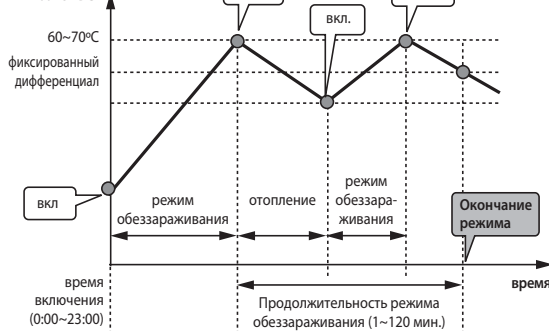 60~70ºC
фиксированный
дифференциал
вкл.
вкл
режим
обеззараживания
отопление
режим
обеззара-
живания
Окончание
режима
время
время
включения
(0:00~23:00)
Продолжительность режима
обеззараживания (1~120 мин.)